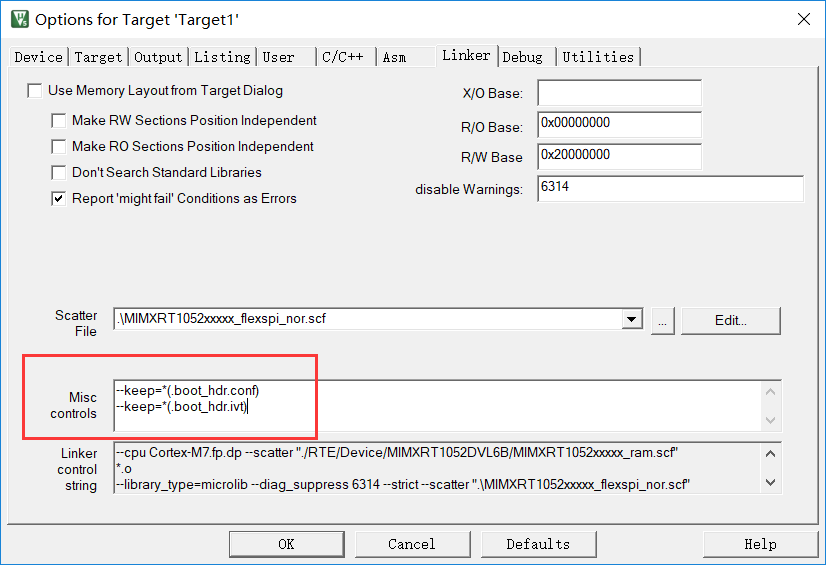 Options for Target 'Target1'
Device Target Output Listing User C/C++ Asm Linker Debug Utilities
Use Memory Layout from Target Dialog
X/O Base:
Make RW Sections Position Independent
R/O Base: 0x00000000
Make RO Sections Position Independent
R/W Base 0x20000000
Don't Search Standard Libraries
disable Warnings: 6314
Report 'might fail' Conditions as Errors
Scatter
File
.\MIMXRT1052xxxxx_flexspi_nor.scf
...
Edit...
Misc
controls
--keep=*(.boot_hdr.conf)
--keep=*(.boot_hdr.ivt)
Linker
control
string
--cpu Cortex-M7.fp.dp --scatter "./RTE/Device/MIMXRT1052DVL6B/MIMXRT1052xxxxx_ram.scf"
*.o
--library_type=microlib --diag_suppress 6314 --strict --scatter ".\MIMXRT1052xxxxx_flexspi_nor.scf"
OK Cancel Defaults Help